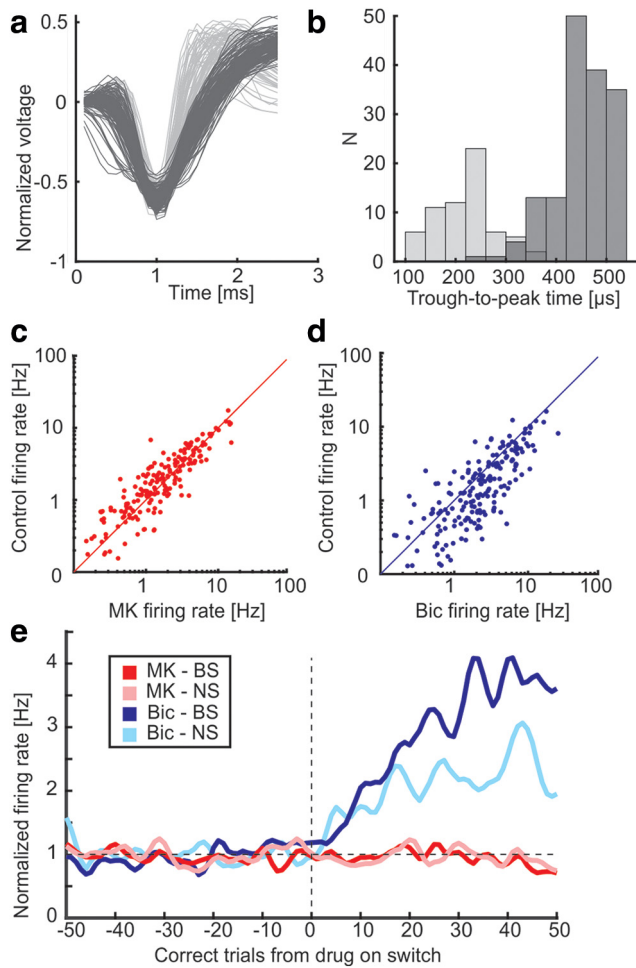 a
Normalized voltage
0.5
0
-0.5
-1
0
1
2
3
Time [ms]
b
N
50
40
30
20
10
0
100
200
300
400
500
Trough-to-peak time [µs]
c
Control firing rate [Hz]
100
10
1
0
1
10
100
MK firing rate [Hz]
d
Control firing rate [Hz]
100
10
1
0
1
10
100
Bic firing rate [Hz]
e
Normalized firing rate [Hz]
4
3
2
1
0
MK - BS
MK - NS
Bic - BS
Bic - NS
-50
-40
-30
-20
-10
0
10
20
30
40
50
Correct trials from drug on switch